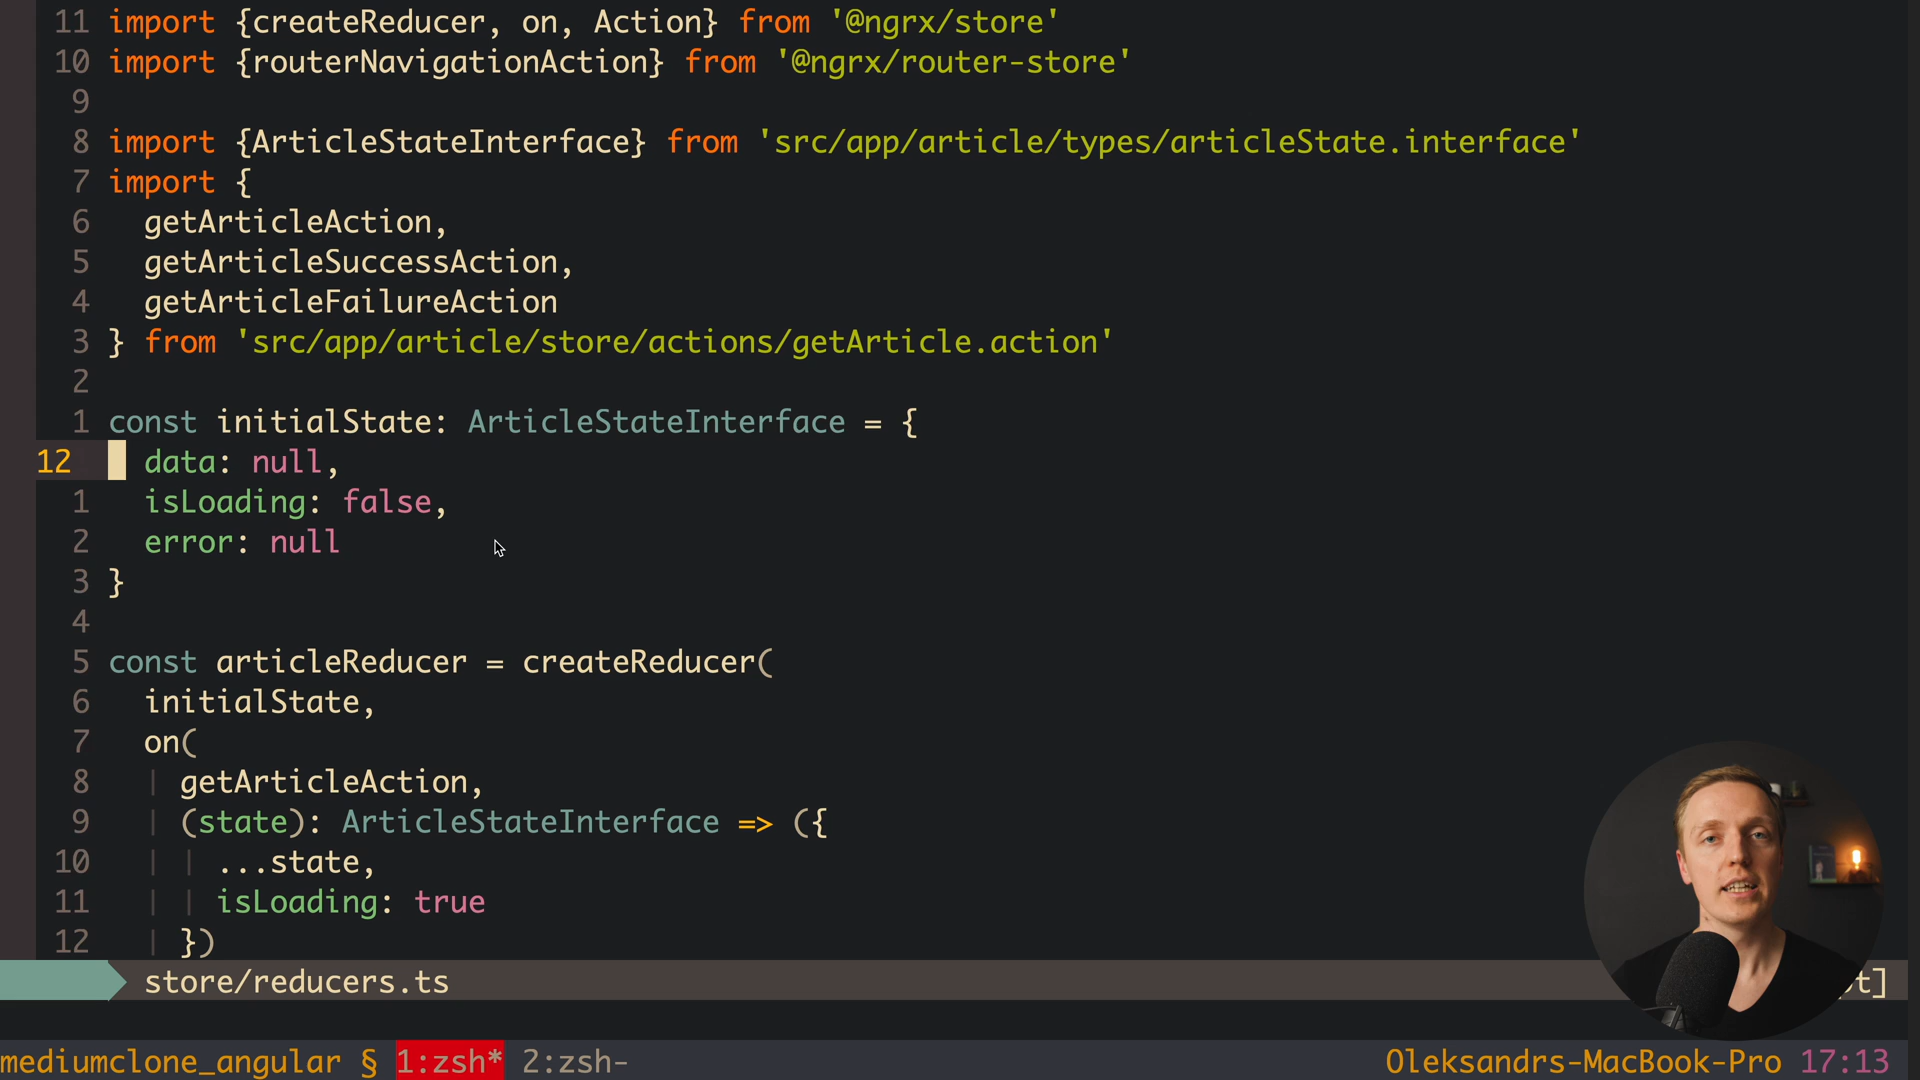 11 import {createReducer, on, Action} from '@ngrx/store'
10 import {routerNavigationAction} from '@ngrx/router-store'
9
8 import {ArticleStateInterface} from 'src/app/article/types/articleState.interface'
7 import {
6 getArticleAction,
5 getArticleSuccessAction,
4 getArticleFailureAction
3 } from 'src/app/article/store/actions/getArticle.action'
2
1 const initialState: ArticleStateInterface = {
12 data: null,
1 isLoading: false,
2 error: null
3 }
4
5 const articleReducer = createReducer(
6 initialState,
7 on(
8 getArticleAction,
9 (state): ArticleStateInterface => ({
10 ...state,
11 isLoading: true
12 })
store/reducers.ts
mediumclone_angular § 1:zsh* 2:zsh- Oleksandrs-MacBook-Pro 17:13